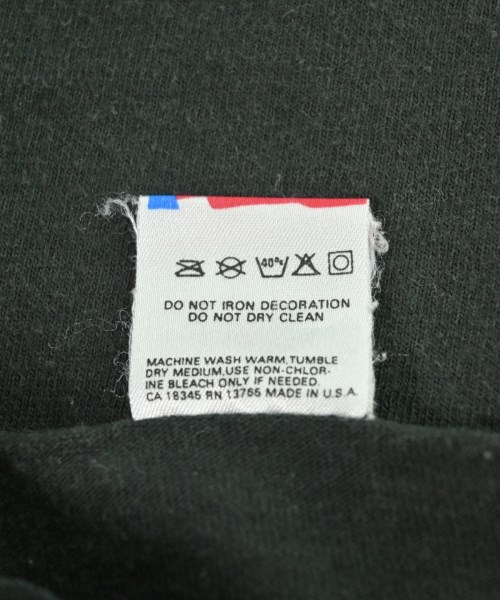 40°c
DO NOT IRON DECORATION
DO NOT DRY CLEAN
MACHINE WASH WARM, TUMBLE
DRY MEDIUM, USE NON-CHLOR-
INE BLEACH ONLY IF NEEDED.
CA 18345 RN 13765 MADE IN U.S.A.